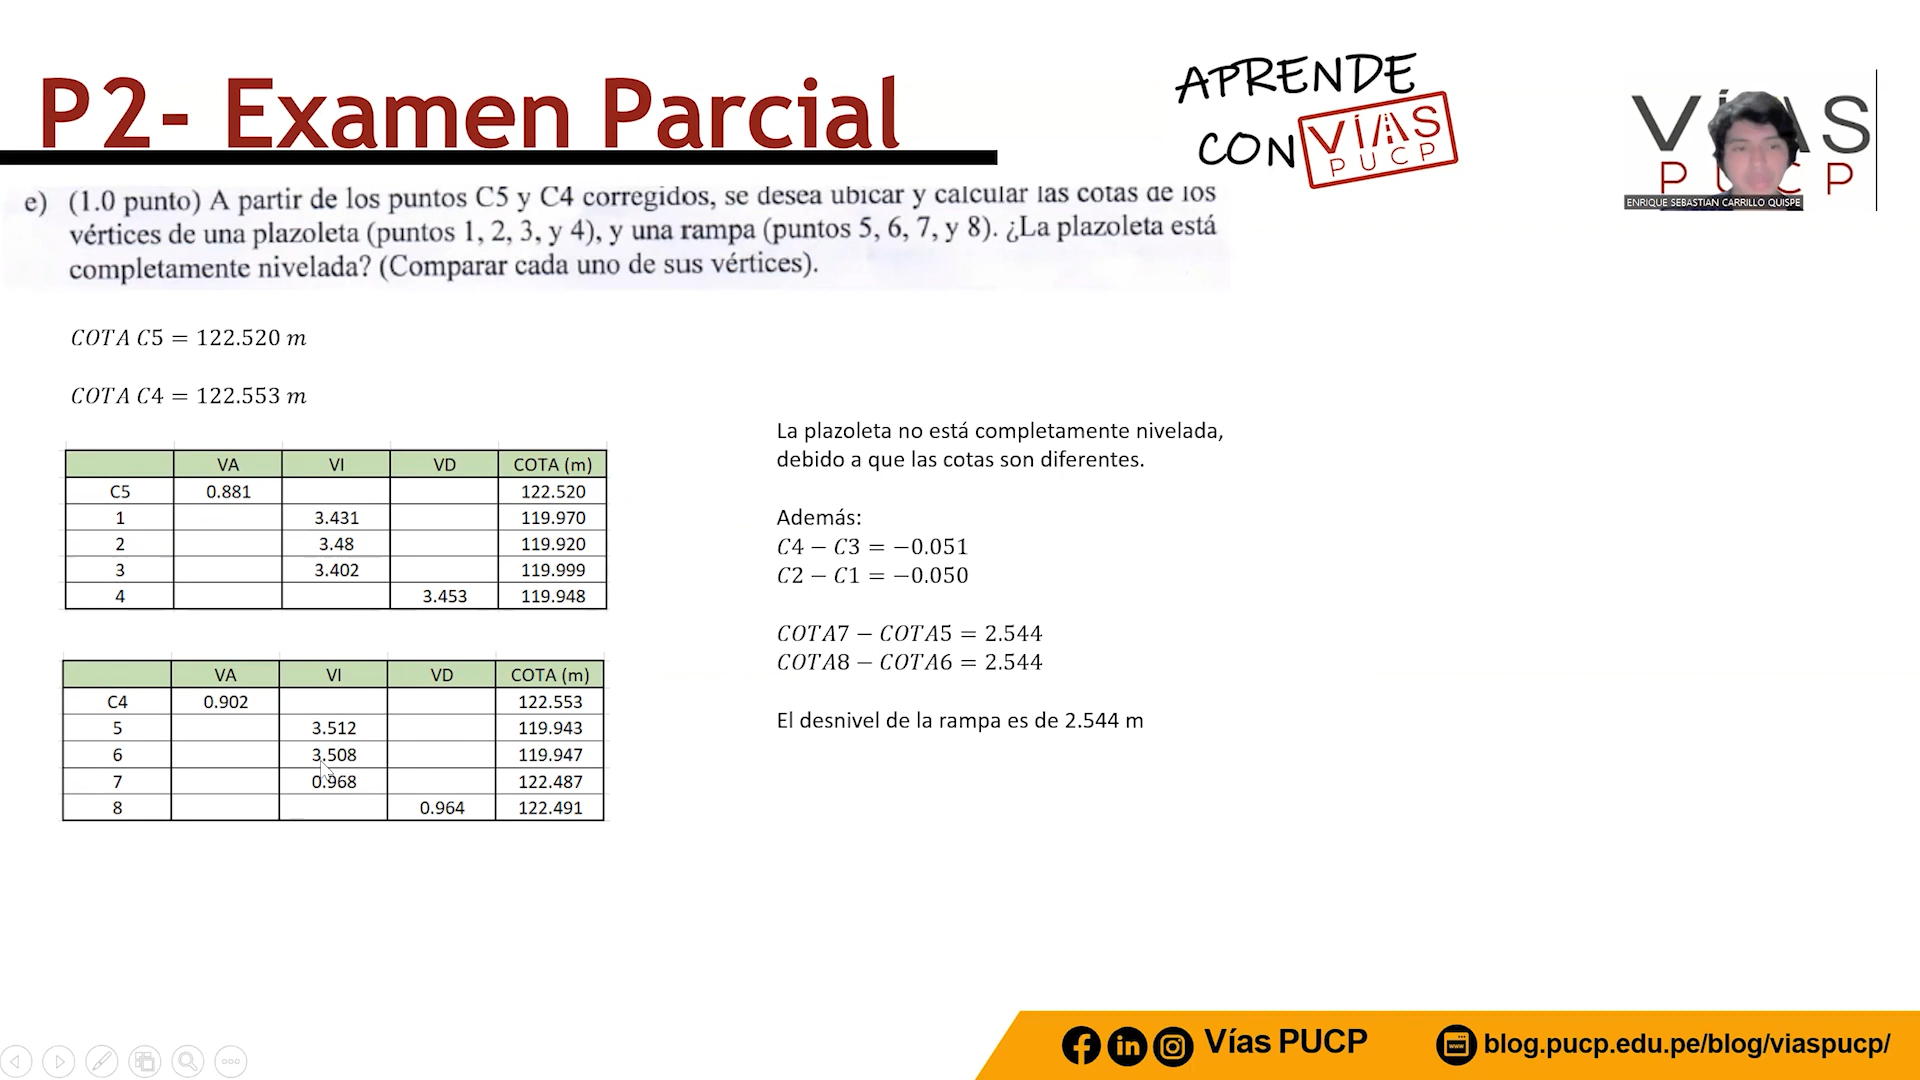 P2- Examen Parcial
APRENDE
CON VÍAS
PUCP
VÍAS
PUCP
ENRIQUE SEBASTIAN CARRILLO QUISPE
e) (1.0 punto) A partir de los puntos C5 y C4 corregidos, se desea ubicar y calcular las cotas de los
vértices de una plazoleta (puntos 1, 2, 3, y 4), y una rampa (puntos 5, 6, 7, y 8). ¿La plazoleta está
completamente nivelada? (Comparar cada uno de sus vértices).
COTA C5 = 122.520 m
COTA C4 = 122.553 m
VA VI VD COTA (m)
C5 0.881 122.520
1 3.431 119.970
2 3.48 119.920
3 3.402 119.999
4 3.453 119.948
VA VI VD COTA (m)
C4 0.902 122.553
5 3.512 119.943
6 3.508 119.947
7 0.968 122.487
8 0.964 122.491
La plazoleta no está completamente nivelada,
debido a que las cotas son diferentes.
Además:
C4 − C3 = −0.051
C2 − C1 = −0.050
COTA7 − COTA5 = 2.544
COTA8 − COTA6 = 2.544
El desnivel de la rampa es de 2.544 m
Vías PUCP
www
blog.pucp.edu.pe/blog/viaspucp/